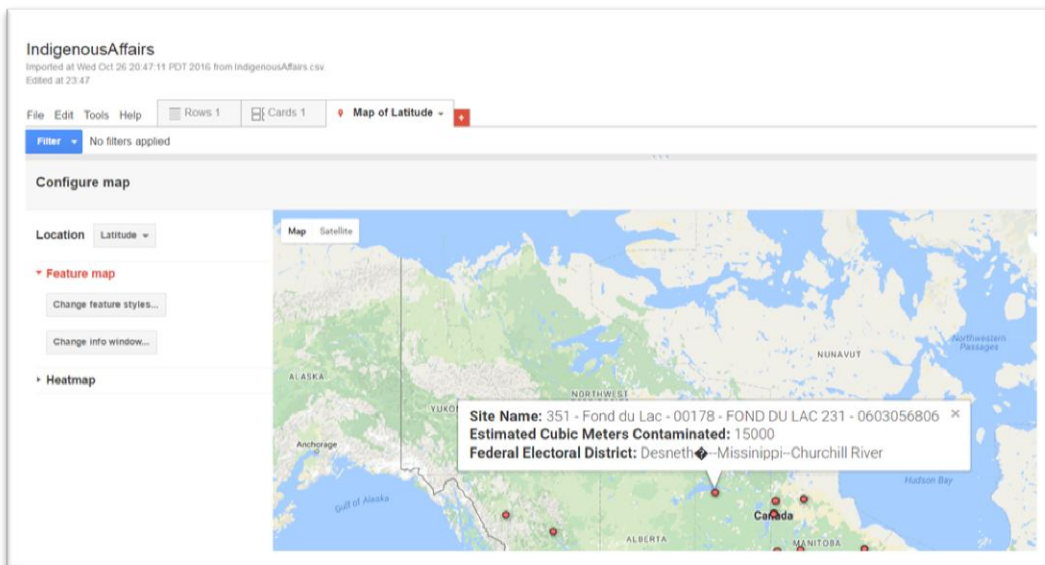 IndigenousAffairs
Imported at Wed Oct 26 20:47:11 PDT 2016 from IndigenousAffairs.csv
Edited at 23:47
File Edit Tools Help Rows 1 Cards 1 Map of Latitude +
Filter No filters applied
Configure map
Location Latitude
Map Satellite
Feature map
Change feature styles...
Change info window...
Heatmap
Northwestern
Passages
NUNAVUT
ALASKA
NORTHWEST
YUKO
Site Name: 351 - Fond du Lac - 00178 - FOND DU LAC 231 - 0603056806 ×
Estimated Cubic Meters Contaminated: 15000
Federal Electoral District: Desneth�--Missinippi--Churchill River
Anchorage
Hudson Bay
Gulf of Alaska
Canada
ALBERTA
MANITOBA